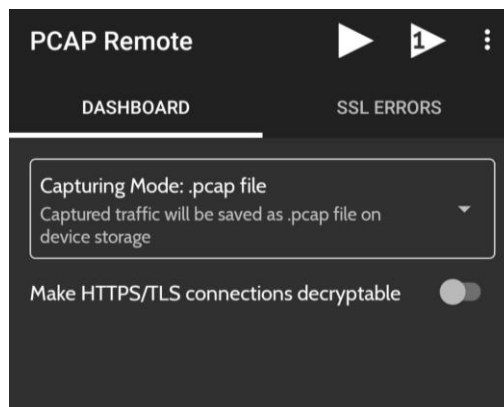 PCAP Remote
1
DASHBOARD
SSL ERRORS
Capturing Mode: .pcap file
Captured traffic will be saved as .pcap file on
device storage
Make HTTPS/TLS connections decryptable